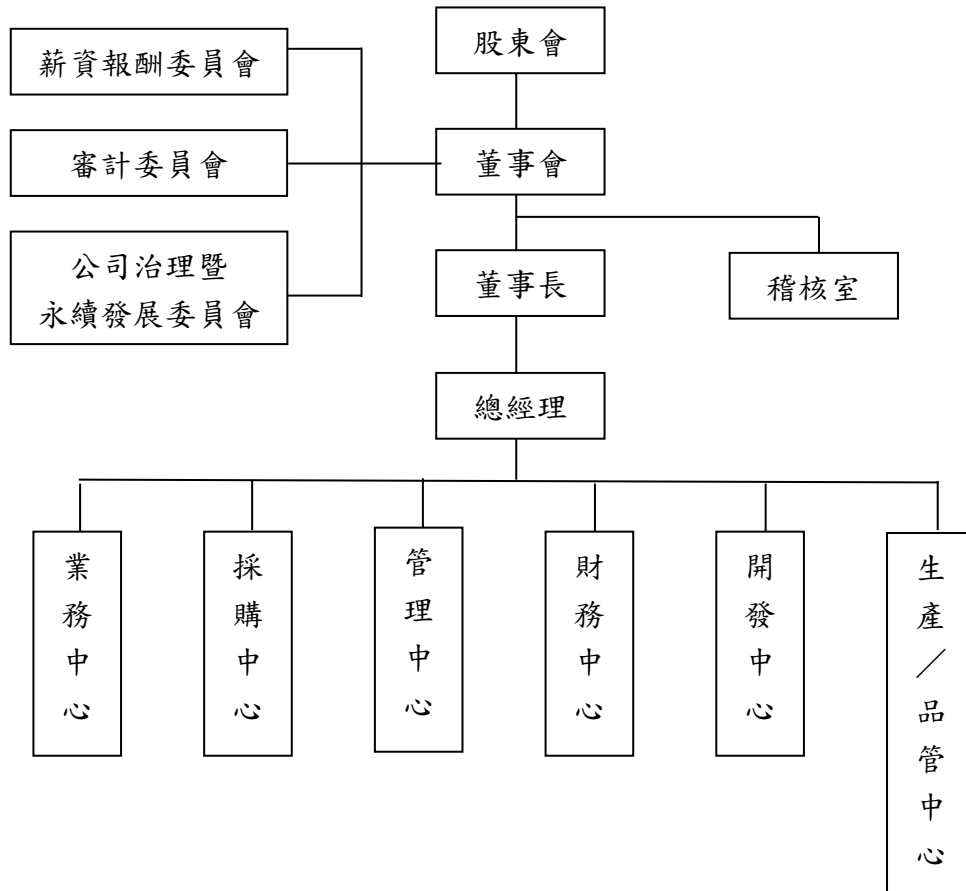 股東會
薪資報酬委員會
審計委員會
董事會
公司治理暨
永續發展委員會
董事長
稽核室
總經理
業務中心
採購中心
管理中心
財務中心
開發中心
生產／品管中心